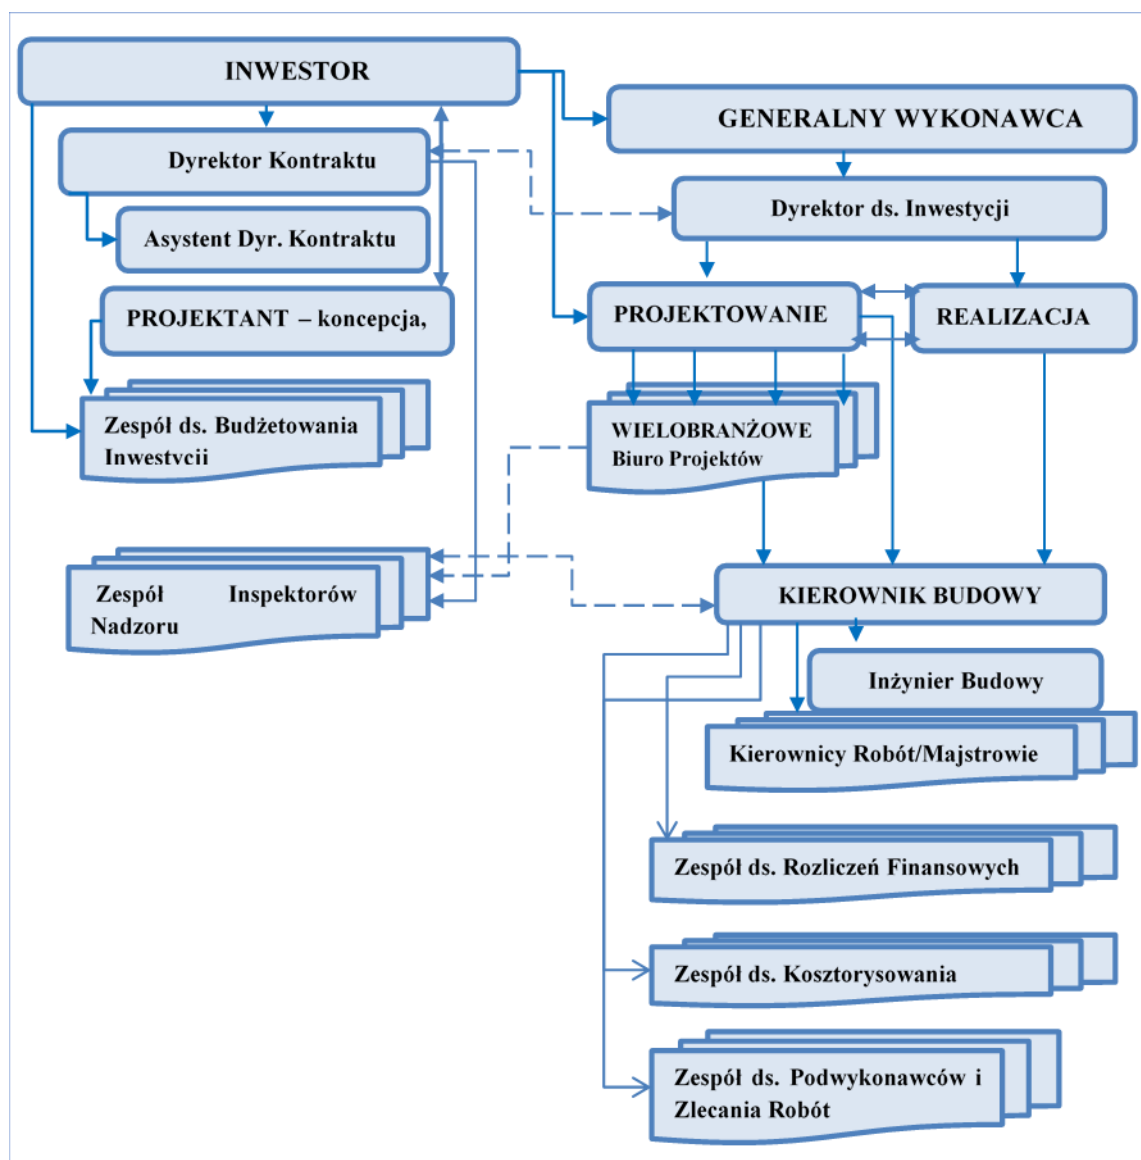 INWESTOR
GENERALNY WYKONAWCA
Dyrektor Kontraktu
Dyrektor ds. Inwestycji
Asystent Dyr. Kontraktu
PROJEKTANT – koncepcja,
PROJEKTOWANIE
REALIZACJA
Zespół ds. Budżetowania
Inwestycji
WIELOBRANŻOWE
Biuro Projektów
Zespół Inspektorów
Nadzoru
KIEROWNIK BUDOWY
Inżynier Budowy
Kierownicy Robót/Majstrowie
Zespół ds. Rozliczeń Finansowych
Zespół ds. Kosztorysowania
Zespół ds. Podwykonawców i
Zlecania Robót